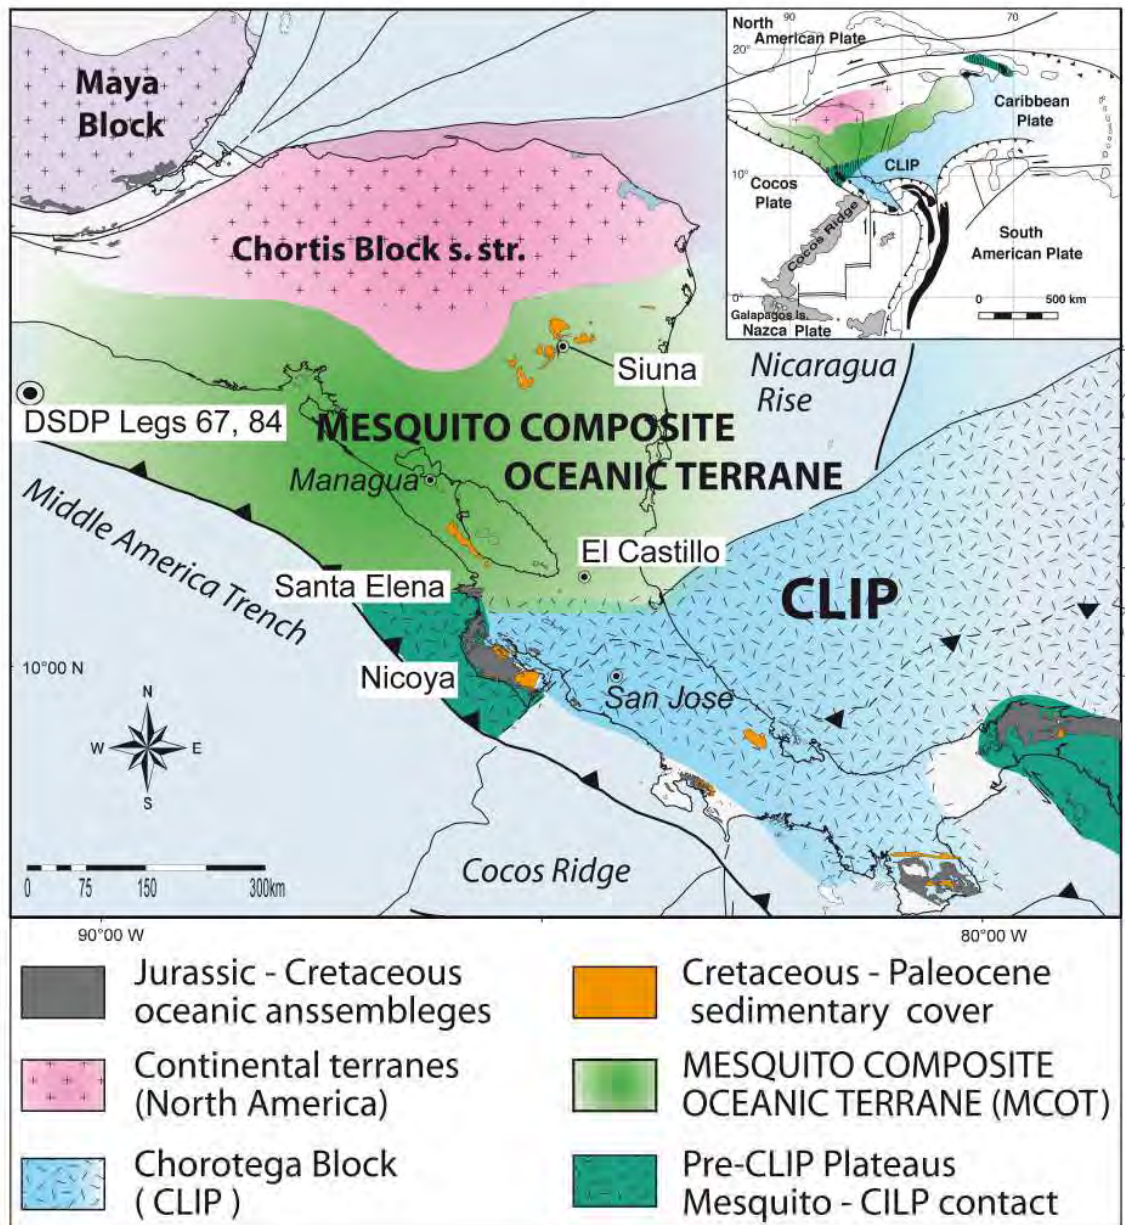 Maya
Block
Chortis Block s. str.
North
American Plate
90
70
20°
Caribbean
Plate
CLIP
10°
Cocos
Plate
Cocos Ridge
South
American Plate
0°
0 500 km
Galapagos Is.
Nazca Plate
Siuna
Nicaragua
Rise
DSDP Legs 67, 84
MESQUITO COMPOSITE
OCEANIC TERRANE
Managua
Middle America Trench
El Castillo
Santa Elena
CLIP
10°00 N
Nicoya
San Jose
N
W E
S
Cocos Ridge
0 75 150 300km
90°00 W
80°00 W
Jurassic - Cretaceous
oceanic anssembleges
Cretaceous - Paleocene
sedimentary cover
Continental terranes
(North America)
MESQUITO COMPOSITE
OCEANIC TERRANE (MCOT)
Chorotega Block
( CLIP )
Pre-CLIP Plateaus
Mesquito - CILP contact